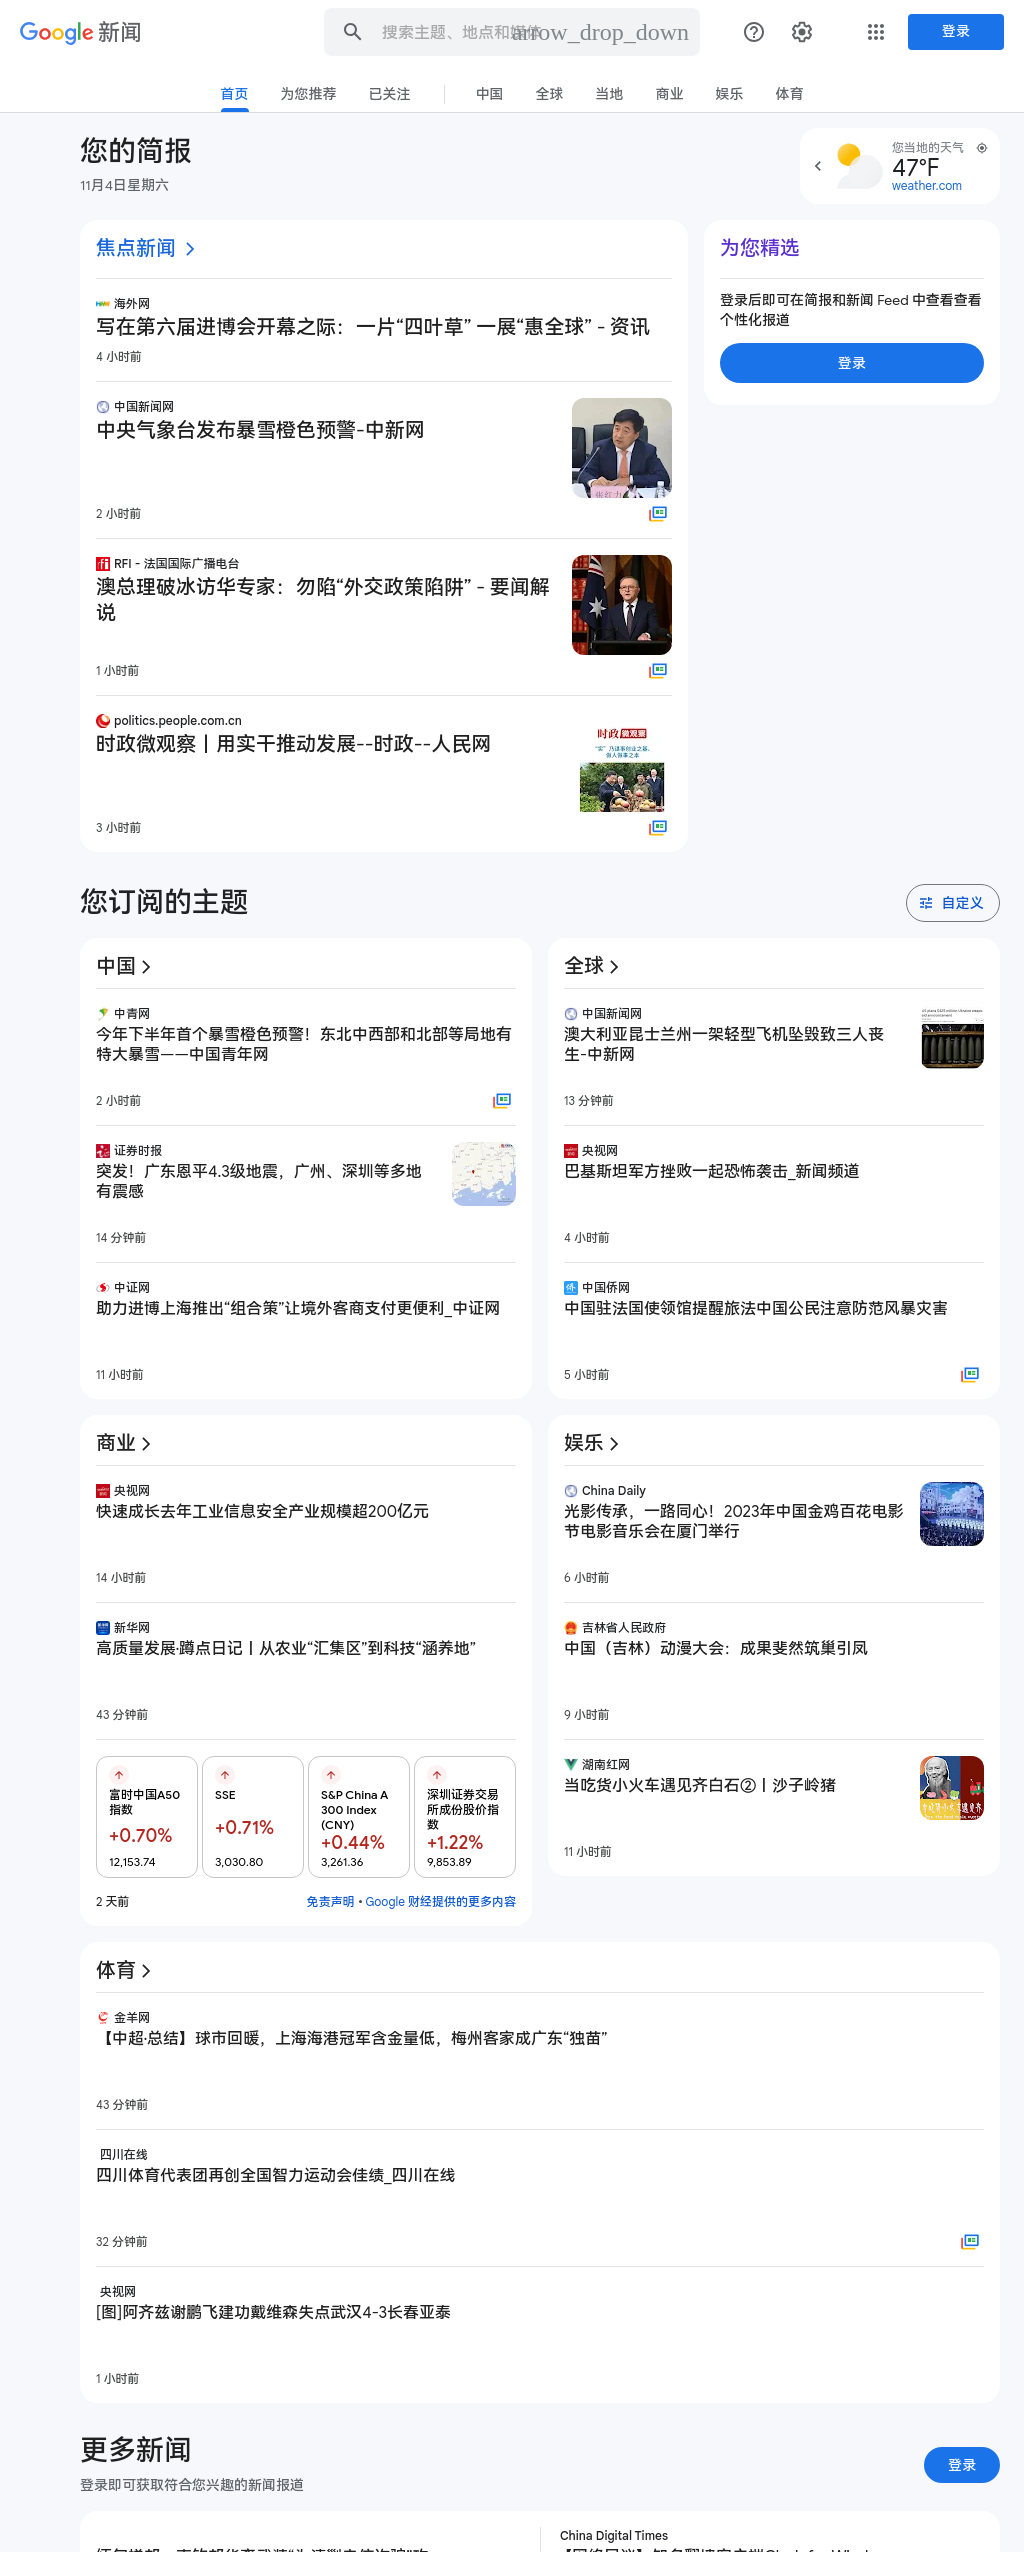 Google 新闻
搜索主题、地点和媒体
arrow_drop_down
登录
首页 为您推荐 已关注 中国 全球 当地 商业 娱乐 体育
您的简报
11月4日星期六
您当地的天气
47°F
weather.com
焦点新闻
海外网
写在第六届进博会开幕之际：一片“四叶草” 一展“惠全球” - 资讯
4 小时前
中国新闻网
中央气象台发布暴雪橙色预警-中新网
2 小时前
RFI - 法国国际广播电台
澳总理破冰访华专家：勿陷“外交政策陷阱” - 要闻解
说
1 小时前
politics.people.com.cn
时政微观察丨用实干推动发展--时政--人民网
时政微观察
3 小时前
为您精选
登录后即可在简报和新闻 Feed 中查看查看
个性化报道
登录
您订阅的主题
自定义
中国
中青网
今年下半年首个暴雪橙色预警！东北中西部和北部等局地有
特大暴雪——中国青年网
2 小时前
证券时报
突发！广东恩平4.3级地震，广州、深圳等多地
有震感
14 分钟前
中证网
助力进博上海推出“组合策”让境外客商支付更便利_中证网
11 小时前
全球
中国新闻网
澳大利亚昆士兰州一架轻型飞机坠毁致三人丧
生-中新网
13 分钟前
央视网
巴基斯坦军方挫败一起恐怖袭击_新闻频道
4 小时前
中国侨网
中国驻法国使领馆提醒旅法中国公民注意防范风暴灾害
5 小时前
商业
央视网
快速成长去年工业信息安全产业规模超200亿元
14 小时前
新华网
高质量发展·蹲点日记丨从农业“汇集区”到科技“涵养地”
43 分钟前
富时中国A50
指数
+0.70%
12,153.74
SSE
+0.71%
3,030.80
S&P China A
300 Index
(CNY)
+0.44%
3,261.36
深圳证券交易
所成份股价指
数
+1.22%
9,853.89
2 天前
免责声明 • Google 财经提供的更多内容
娱乐
China Daily
光影传承，一路同心！2023年中国金鸡百花电影
节电影音乐会在厦门举行
6 小时前
吉林省人民政府
中国（吉林）动漫大会：成果斐然筑巢引凤
9 小时前
湖南红网
当吃货小火车遇见齐白石②丨沙子岭猪
11 小时前
体育
金羊网
【中超·总结】球市回暖，上海海港冠军含金量低，梅州客家成广东“独苗”
43 分钟前
四川在线
四川体育代表团再创全国智力运动会佳绩_四川在线
32 分钟前
央视网
[图]阿齐兹谢鹏飞建功戴维森失点武汉4-3长春亚泰
1 小时前
更多新闻
登录即可获取符合您兴趣的新闻报道
登录
China Digital Times